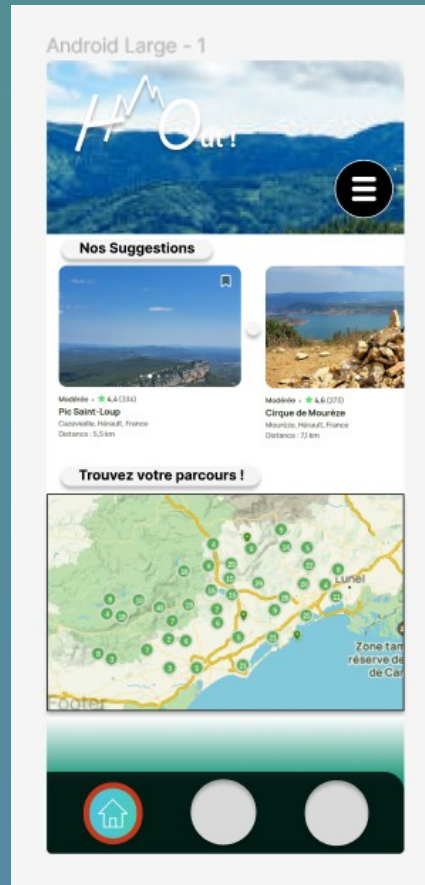 Android Large - 1
H Out !
Nos Suggestions
Modérée • ★ 4,4 (334)
Pic Saint-Loup
Cazevieille, Hérault, France
Distance : 5,5 km
Modérée • ★ 4,6 (273)
Cirque de Mourèze
Mourèze, Hérault, France
Distance : 7,1 km
Trouvez votre parcours !
Lunel
Zone tam
réserve de
de Car
Footer